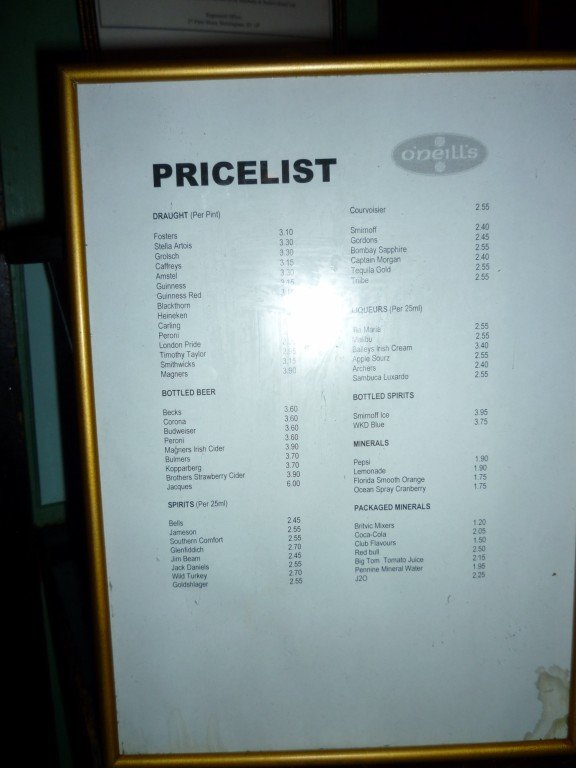 PRICELIST
o'neill's
DRAUGHT (Per Pint)
Fosters 3.10
Stella Artois 3.30
Grolsch 3.30
Caffreys 3.15
Amstel 3.30
Guinness 3.15
Guinness Red
Blackthorn
Heineken
Carling
Peroni
London Pride
Timothy Taylor
Smithwicks 3.15
Magners 3.90
BOTTLED BEER
Becks 3.60
Corona 3.60
Budweiser 3.60
Peroni 3.60
Magners Irish Cider 3.90
Bulmers 3.70
Kopparberg 3.70
Brothers Strawberry Cider 3.90
Jacques 6.00
SPIRITS (Per 25ml)
Bells 2.45
Jameson 2.55
Southern Comfort 2.55
Glenfiddich 2.70
Jim Beam 2.45
Jack Daniels 2.55
Wild Turkey 2.70
Goldshlager 2.55
Courvoisier 2.55
Smirnoff 2.40
Gordons 2.45
Bombay Sapphire 2.55
Captain Morgan 2.40
Tequila Gold 2.55
Tribe 2.55
LIQUEURS (Per 25ml)
Tia Maria 2.55
Malibu 2.55
Baileys Irish Cream 3.40
Apple Sourz 2.55
Archers 2.40
Sambuca Luxardo 2.55
BOTTLED SPIRITS
Smirnoff Ice 3.95
WKD Blue 3.75
MINERALS
Pepsi 1.90
Lemonade 1.90
Florida Smooth Orange 1.75
Ocean Spray Cranberry 1.75
PACKAGED MINERALS
Britvic Mixers 1.20
Coca-Cola 2.05
Club Flavours 1.50
Red bull 2.50
Big Tom Tomato Juice 2.15
Pennine Mineral Water 1.95
J2O 2.25